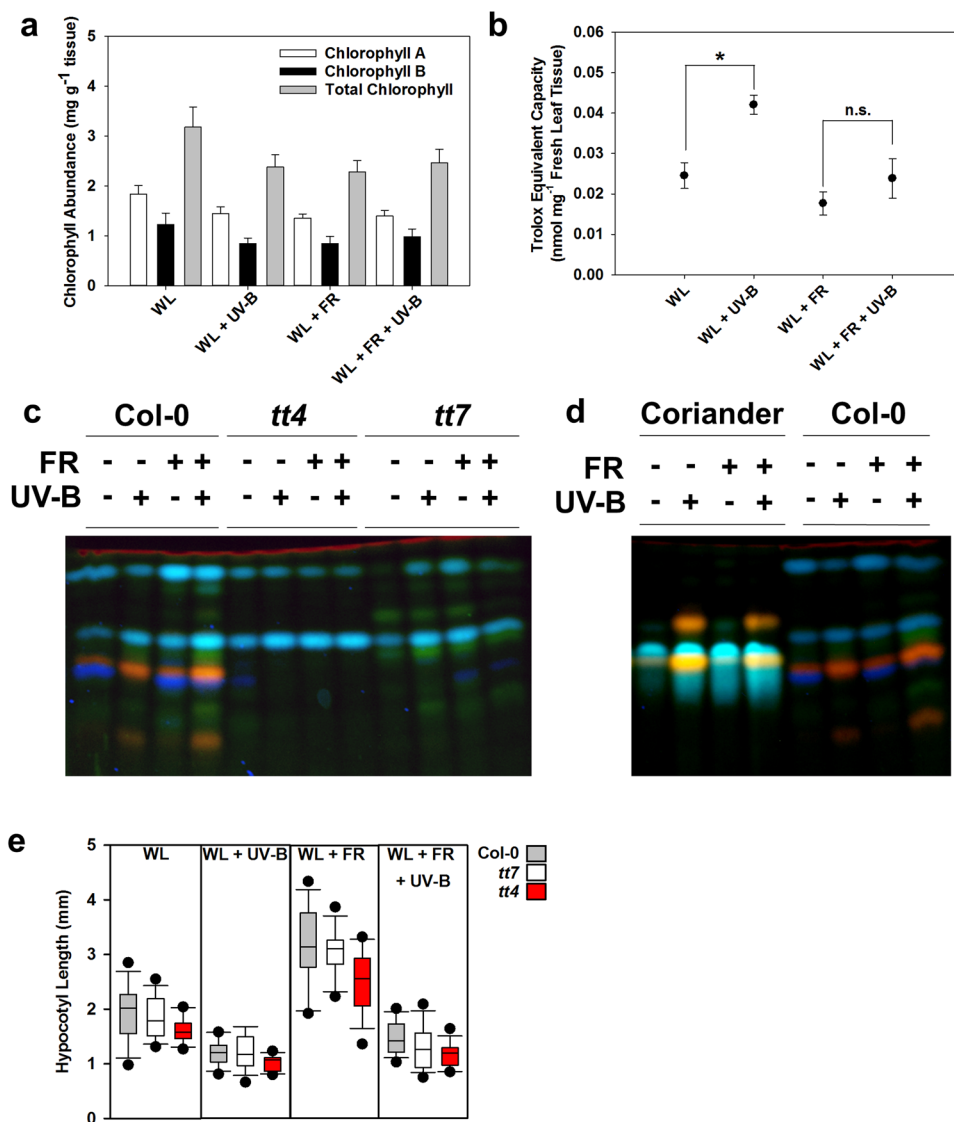 a
Chlorophyll Abundance (mg g⁻¹ tissue)
5
4
3
2
1
0
Chlorophyll A
Chlorophyll B
Total Chlorophyll
WL
WL + UV-B
WL + FR
WL + FR + UV-B
b
Trolox Equivalent Capacity
(nmol mg⁻¹ Fresh Leaf Tissue)
0.06
0.05
0.04
0.03
0.02
0.01
0.00
*
n.s.
WL
WL + UV-B
WL + FR
WL + FR + UV-B
c
Col-0 tt4 tt7
FR - - + + - - + + - - + +
UV-B - + - + - + - + - + - +
d
Coriander Col-0
FR - - + + - - + +
UV-B - + - + - + - +
e
Hypocotyl Length (mm)
5
4
3
2
1
0
WL
WL + UV-B
WL + FR
WL + FR
+ UV-B
Col-0
tt7
tt4